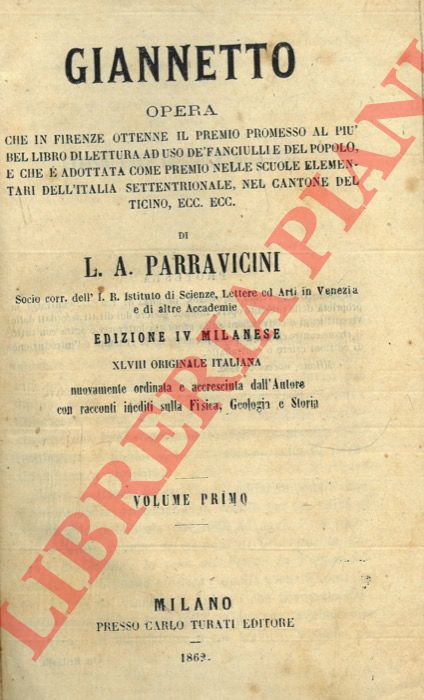 GIANNETTO
OPERA
CHE IN FIRENZE OTTENNE IL PREMIO PROMESSO AL PIU'
BEL LIBRO DI LETTURA AD USO DE' FANCIULLI E DEL POPOLO,
E CHE È ADOTTATA COME PREMIO NELLE SCUOLE ELEMEN-
TARI DELL'ITALIA SETTENTRIONALE, NEL CANTONE DEL
TICINO, ECC. ECC.
DI
L. A. PARRAVICINI
Socio corr. dell' I. R. Istituto di Scienze, Lettere ed Arti in Venezia
e di altre Accademie
EDIZIONE IV MILANESE
XLVIII ORIGINALE ITALIANA
nuovamente ordinata e accresciuta dall'Autore
con racconti inediti sulla Fisica, Geologia e Storia
VOLUME PRIMO
MILANO
PRESSO CARLO TURATI EDITORE
LIBRERIA PIANI